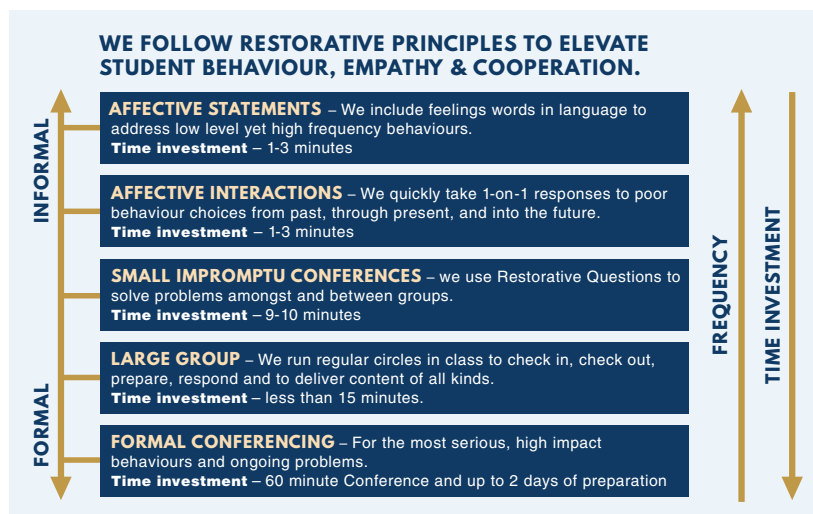 WE FOLLOW RESTORATIVE PRINCIPLES TO ELEVATE
STUDENT BEHAVIOUR, EMPATHY & COOPERATION.
INFORMAL
FORMAL
AFFECTIVE STATEMENTS – We include feelings words in language to
address low level yet high frequency behaviours.
Time investment – 1-3 minutes
AFFECTIVE INTERACTIONS – We quickly take 1-on-1 responses to poor
behaviour choices from past, through present, and into the future.
Time investment – 1-3 minutes
SMALL IMPROMPTU CONFERENCES – we use Restorative Questions to
solve problems amongst and between groups.
Time investment – 9-10 minutes
LARGE GROUP – We run regular circles in class to check in, check out,
prepare, respond and to deliver content of all kinds.
Time investment – less than 15 minutes.
FORMAL CONFERENCING – For the most serious, high impact
behaviours and ongoing problems.
Time investment – 60 minute Conference and up to 2 days of preparation
FREQUENCY
TIME INVESTMENT